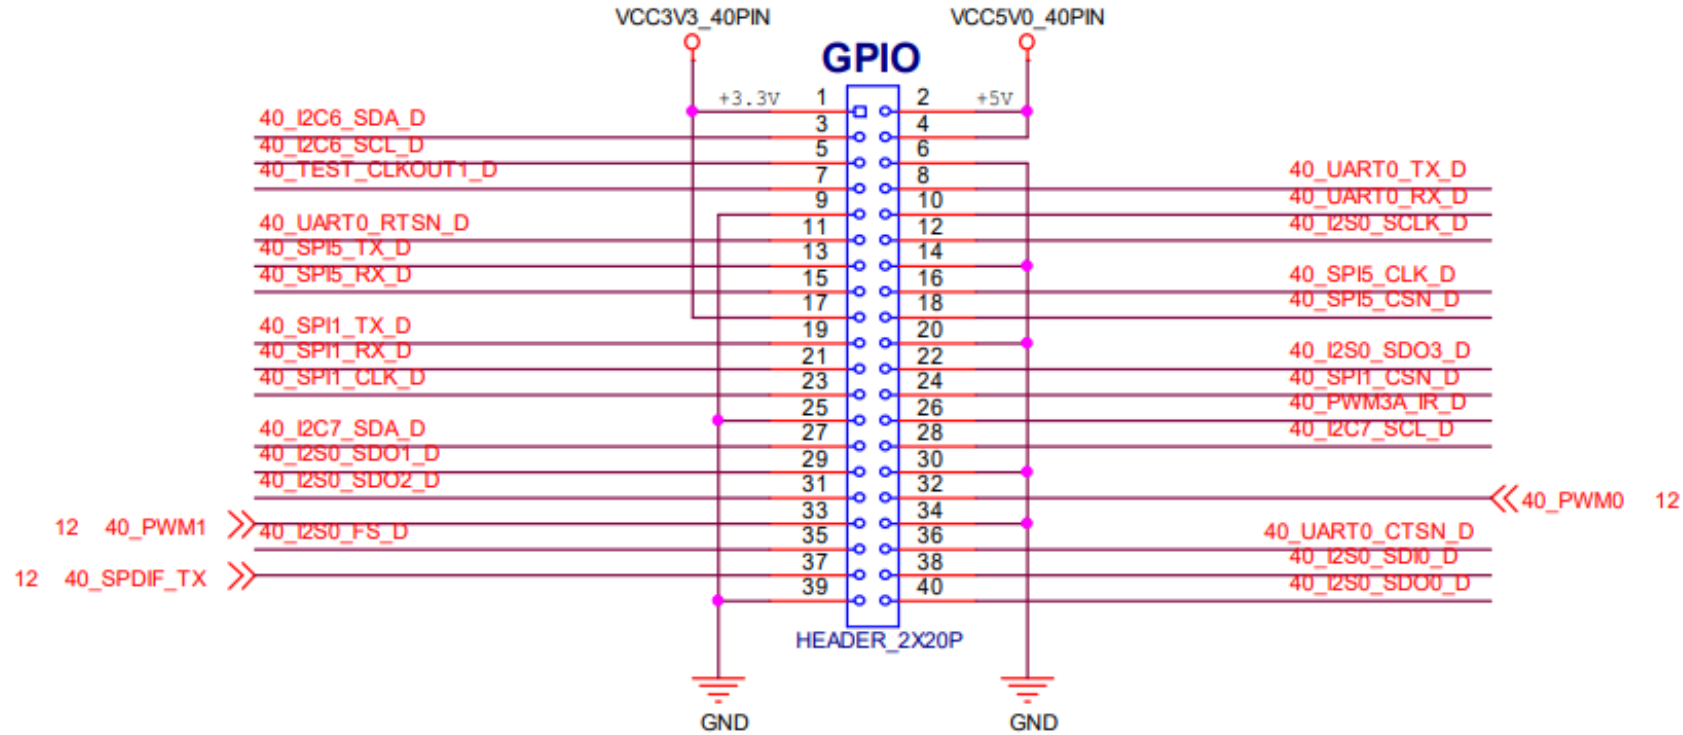 VCC3V3_40PIN VCC5V0_40PIN
GPIO
+3.3V 1 2 +5V
40_I2C6_SDA_D 3 4
40_I2C6_SCL_D 5 6
40_TEST_CLKOUT1_D 7 8 40_UART0_TX_D
9 10 40_UART0_RX_D
40_UART0_RTSN_D 11 12 40_I2S0_SCLK_D
40_SPI5_TX_D 13 14
40_SPI5_RX_D 15 16 40_SPI5_CLK_D
17 18 40_SPI5_CSN_D
40_SPI1_TX_D 19 20
40_SPI1_RX_D 21 22 40_I2S0_SDO3_D
40_SPI1_CLK_D 23 24 40_SPI1_CSN_D
25 26 40_PWM3A_IR_D
40_I2C7_SDA_D 27 28 40_I2C7_SCL_D
40_I2S0_SDO1_D 29 30
40_I2S0_SDO2_D 31 32 40_PWM0 12
12 40_PWM1 33 34
40_I2S0_FS_D 35 36 40_UART0_CTSN_D
12 40_SPDIF_TX 37 38 40_I2S0_SDI0_D
39 40 40_I2S0_SDO0_D
HEADER_2X20P
GND GND